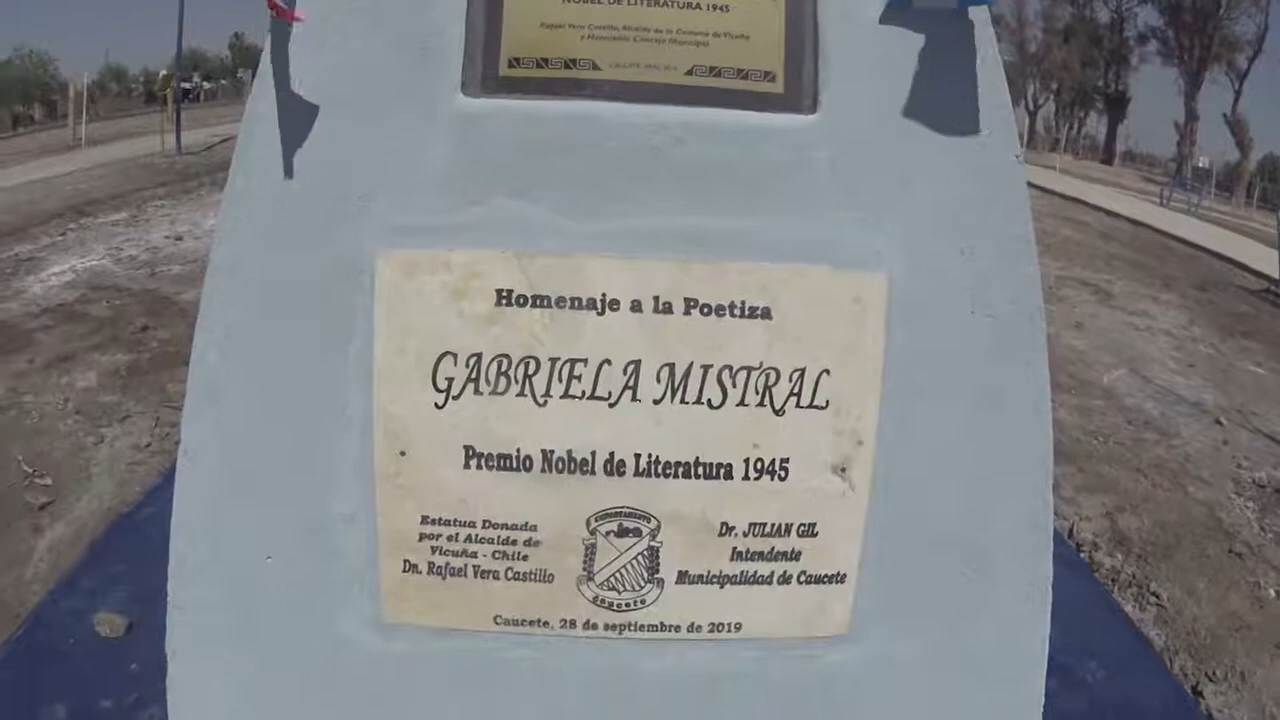 NOBEL DE LITERATURA 1945
Rafael Vera Castillo, Alcalde de la Comuna de Vicuña
y Honorable Concejo Municipal
Homenaje a la Poetiza
GABRIELA MISTRAL
Premio Nobel de Literatura 1945
Estatua Donada
por el Alcalde de
Vicuña - Chile
Dn. Rafael Vera Castillo
DEPARTAMENTO
Caucete
Dr. JULIAN GIL
Intendente
Municipalidad de Caucete
Caucete, 28 de septiembre de 2019